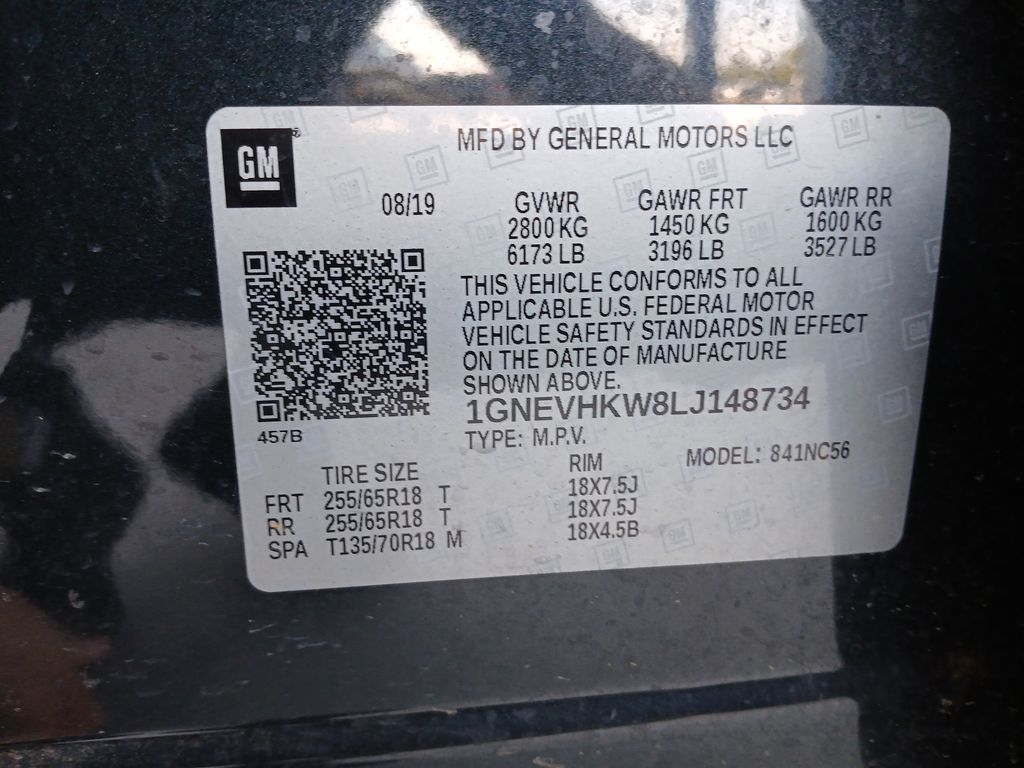 GM
MFD BY GENERAL MOTORS LLC
08/19
GVWR GAWR FRT GAWR RR
2800 KG 1450 KG 1600 KG
6173 LB 3196 LB 3527 LB
THIS VEHICLE CONFORMS TO ALL
APPLICABLE U.S. FEDERAL MOTOR
VEHICLE SAFETY STANDARDS IN EFFECT
ON THE DATE OF MANUFACTURE
SHOWN ABOVE.
1GNEVHKW8LJ148734
457B
TYPE: M.P.V.
MODEL: 841NC56
TIRE SIZE RIM
FRT 255/65R18 T 18X7.5J
RR 255/65R18 T 18X7.5J
SPA T135/70R18 M 18X4.5B